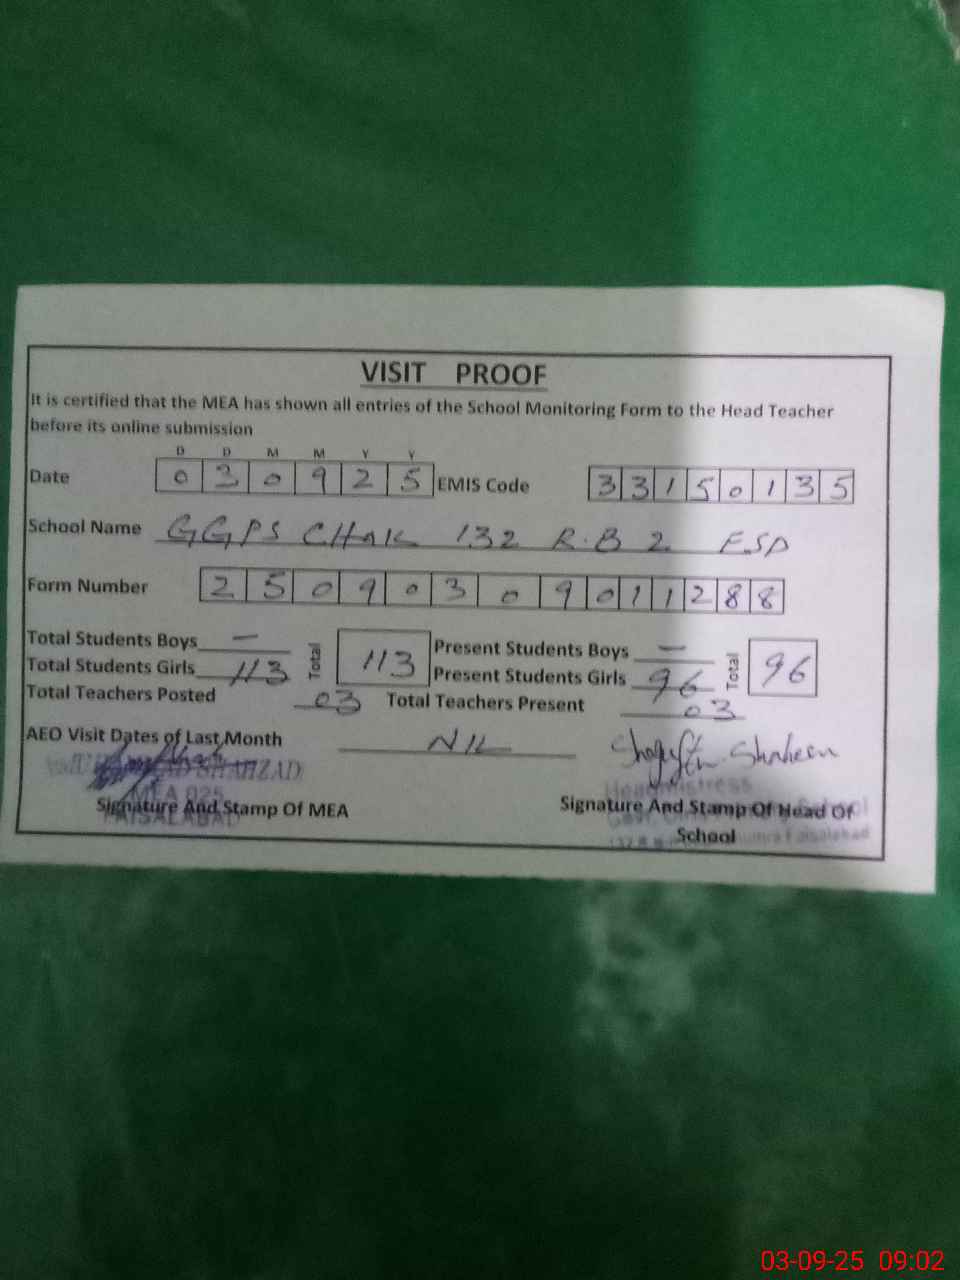 VISIT PROOF
It is certified that the MEA has shown all entries of the School Monitoring Form to the Head Teacher
before its online submission
D D M M Y Y
Date 0 3 0 9 2 5 EMIS Code 3 3 1 5 0 1 3 5
School Name GGPS CHAK 132 R.B 2 FSD
Form Number 2 5 0 9 0 3 0 9 0 1 1 2 8 8
Total Students Boys — Total 113 Present Students Boys — Total 96
Total Students Girls 113 Present Students Girls 96
Total Teachers Posted 03 Total Teachers Present 03
AEO Visit Dates of Last Month NIL
Shaheen
SHAHZAD
MEA 025
FAISALABAD
Signature And Stamp Of MEA
Headmistress
School
Faisalabad
Signature And Stamp Of Head Of
School
03-09-25 09:02